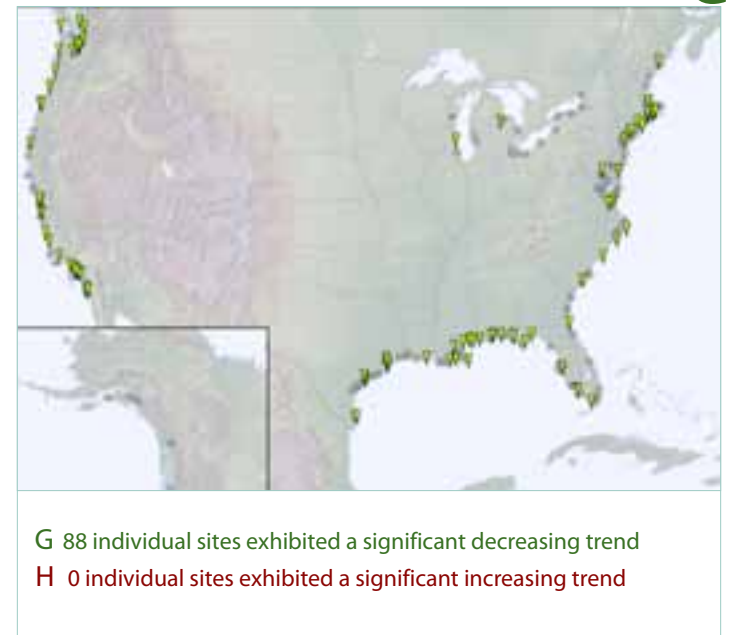 G 88 individual sites exhibited a significant decreasing trend
H 0 individual sites exhibited a significant increasing trend